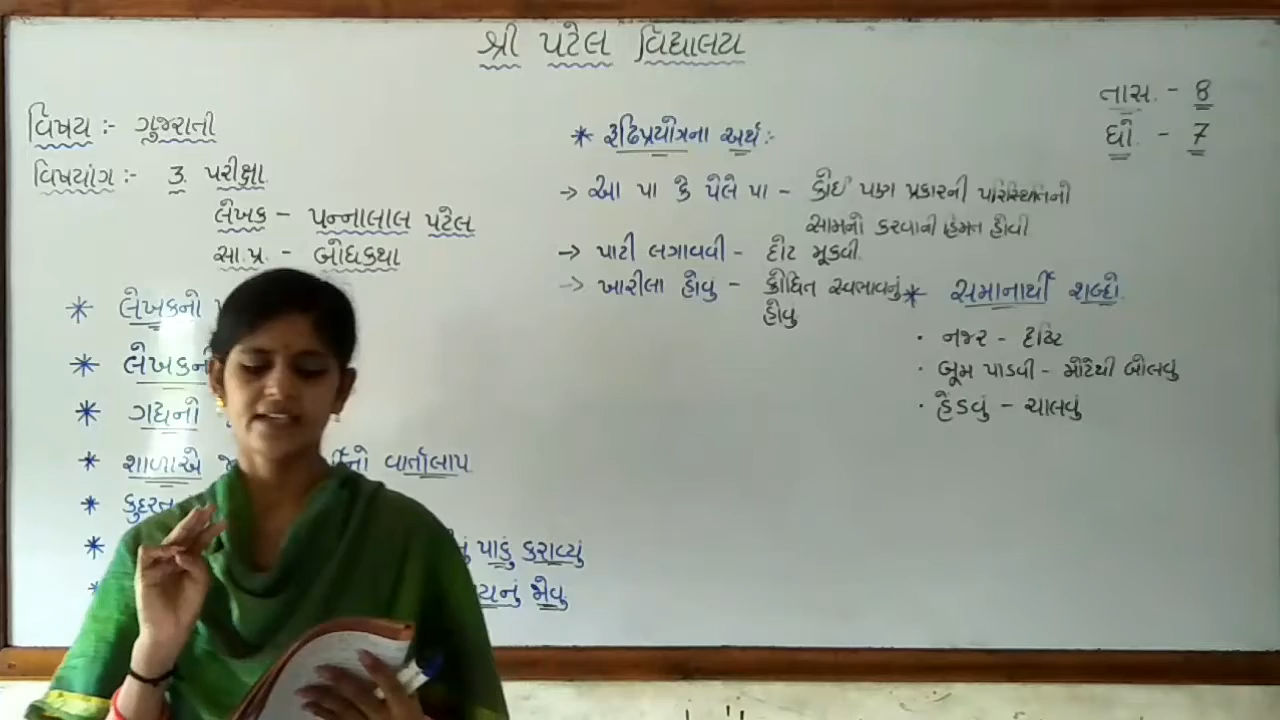 શ્રી પટેલ વિદ્યાલય
તાસ. - 8
ધો. - 7
વિષય :- ગુજરાતી
વિષયાંગ :- 3. પરીક્ષા
લેખક - પન્નાલાલ પટેલ
સા.પ્ર. - બોધકથા
* લેખકનો
* લેખકની
* ગદ્યનો
* શાળાએ નો વાર્તાલાપ
* કુદરત
* નું પાકું કરાવ્યું
* જોવુ
* રૂઢિપ્રયોગના અર્થ :-
→ આ પા કે પેલે પા - કોઈ પણ પ્રકારની પરિસ્થિતિનો
સામનો કરવાની હિંમત હોવી
→ પાટી લગાવવી - દોટ મૂકવી.
→ ખારીલા હોવુ - ક્રોધિત સ્વભાવનું
હોવુ
* સમાનાર્થી શબ્દો.
· નજર - દૃષ્ટિ
· બૂમ પાડવી - મોટેથી બોલવું
· હેંડવું - ચાલવું